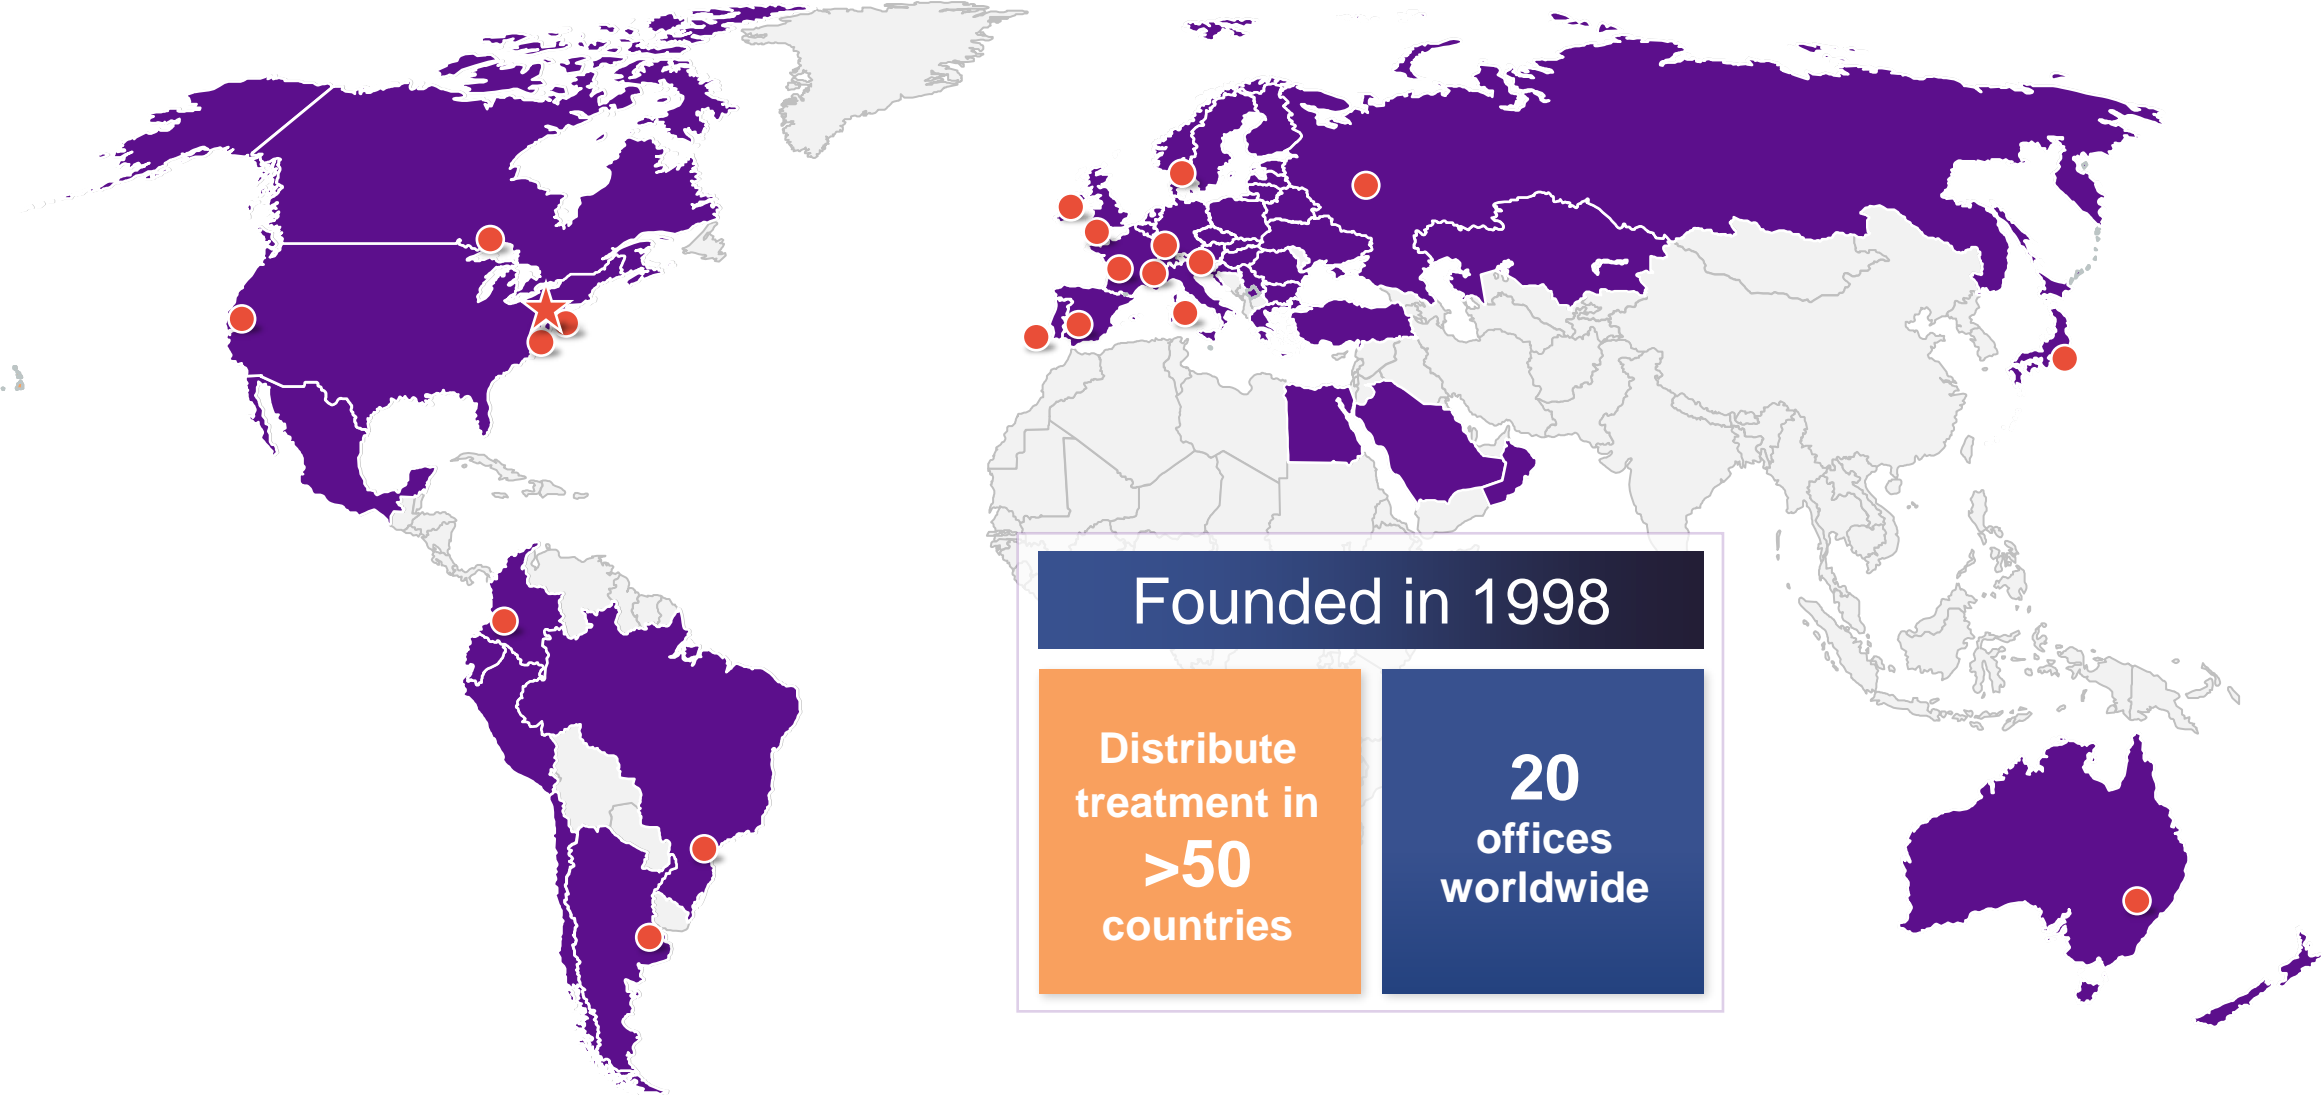 Founded in 1998
Distribute
treatment in
>50
countries
20
offices
worldwide